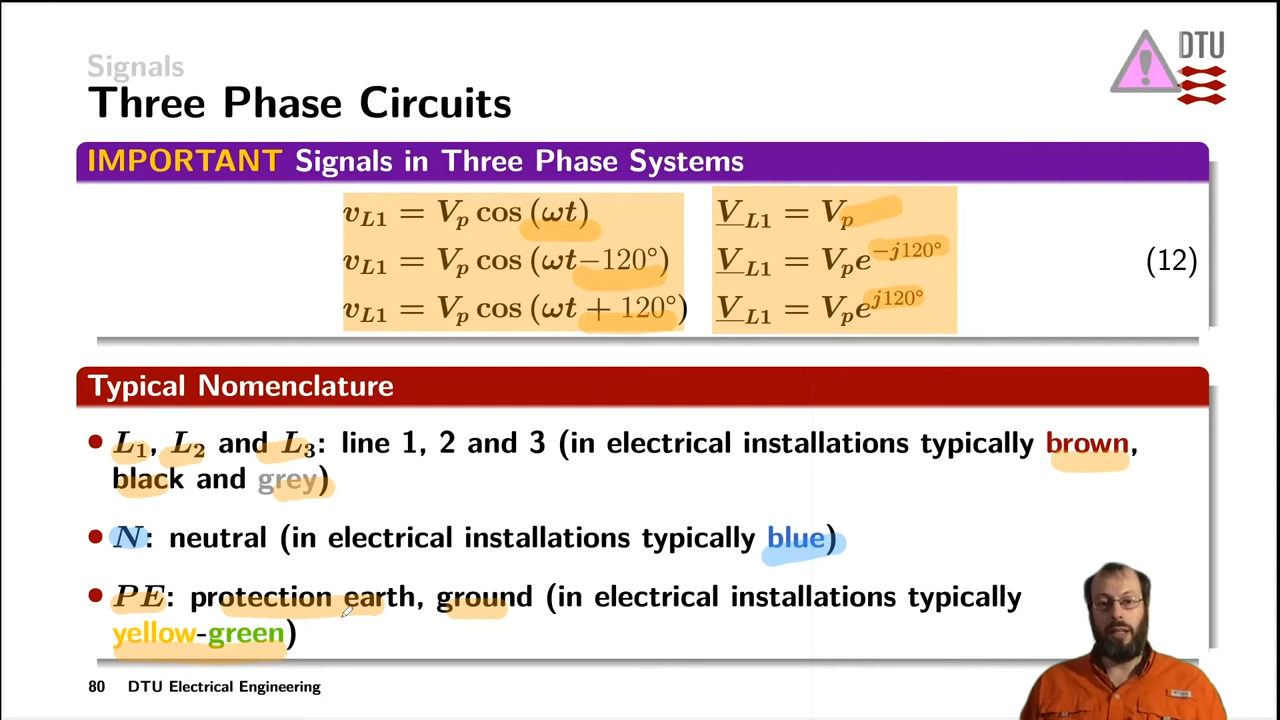 Signals
DTU
Three Phase Circuits
IMPORTANT Signals in Three Phase Systems
v_{L1} = V_p cos (ωt) V_{L1} = V_p
v_{L1} = V_p cos (ωt−120°) V_{L1} = V_p e^{−j120°} (12)
v_{L1} = V_p cos (ωt + 120°) V_{L1} = V_p e^{j120°}
Typical Nomenclature
• L₁, L₂ and L₃: line 1, 2 and 3 (in electrical installations typically brown,
black and grey)
• N: neutral (in electrical installations typically blue)
• PE: protection earth, ground (in electrical installations typically
yellow-green)
80 DTU Electrical Engineering